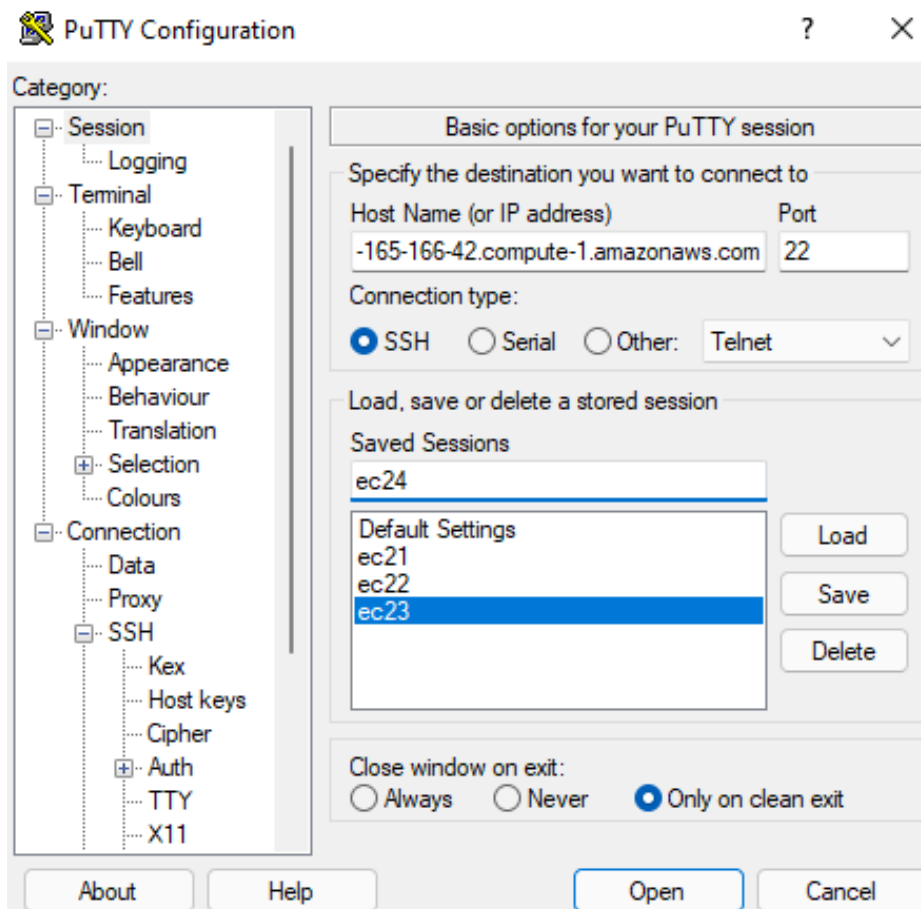 PuTTY Configuration
?
Category:
Session
Logging
Terminal
Keyboard
Bell
Features
Window
Appearance
Behaviour
Translation
Selection
Colours
Connection
Data
Proxy
SSH
Kex
Host keys
Cipher
Auth
TTY
X11
Basic options for your PuTTY session
Specify the destination you want to connect to
Host Name (or IP address) Port
-165-166-42.compute-1.amazonaws.com 22
Connection type:
SSH Serial Other: Telnet
Load, save or delete a stored session
Saved Sessions
ec24
Default Settings
ec21
ec22
ec23
Load
Save
Delete
Close window on exit:
Always Never Only on clean exit
About Help Open Cancel